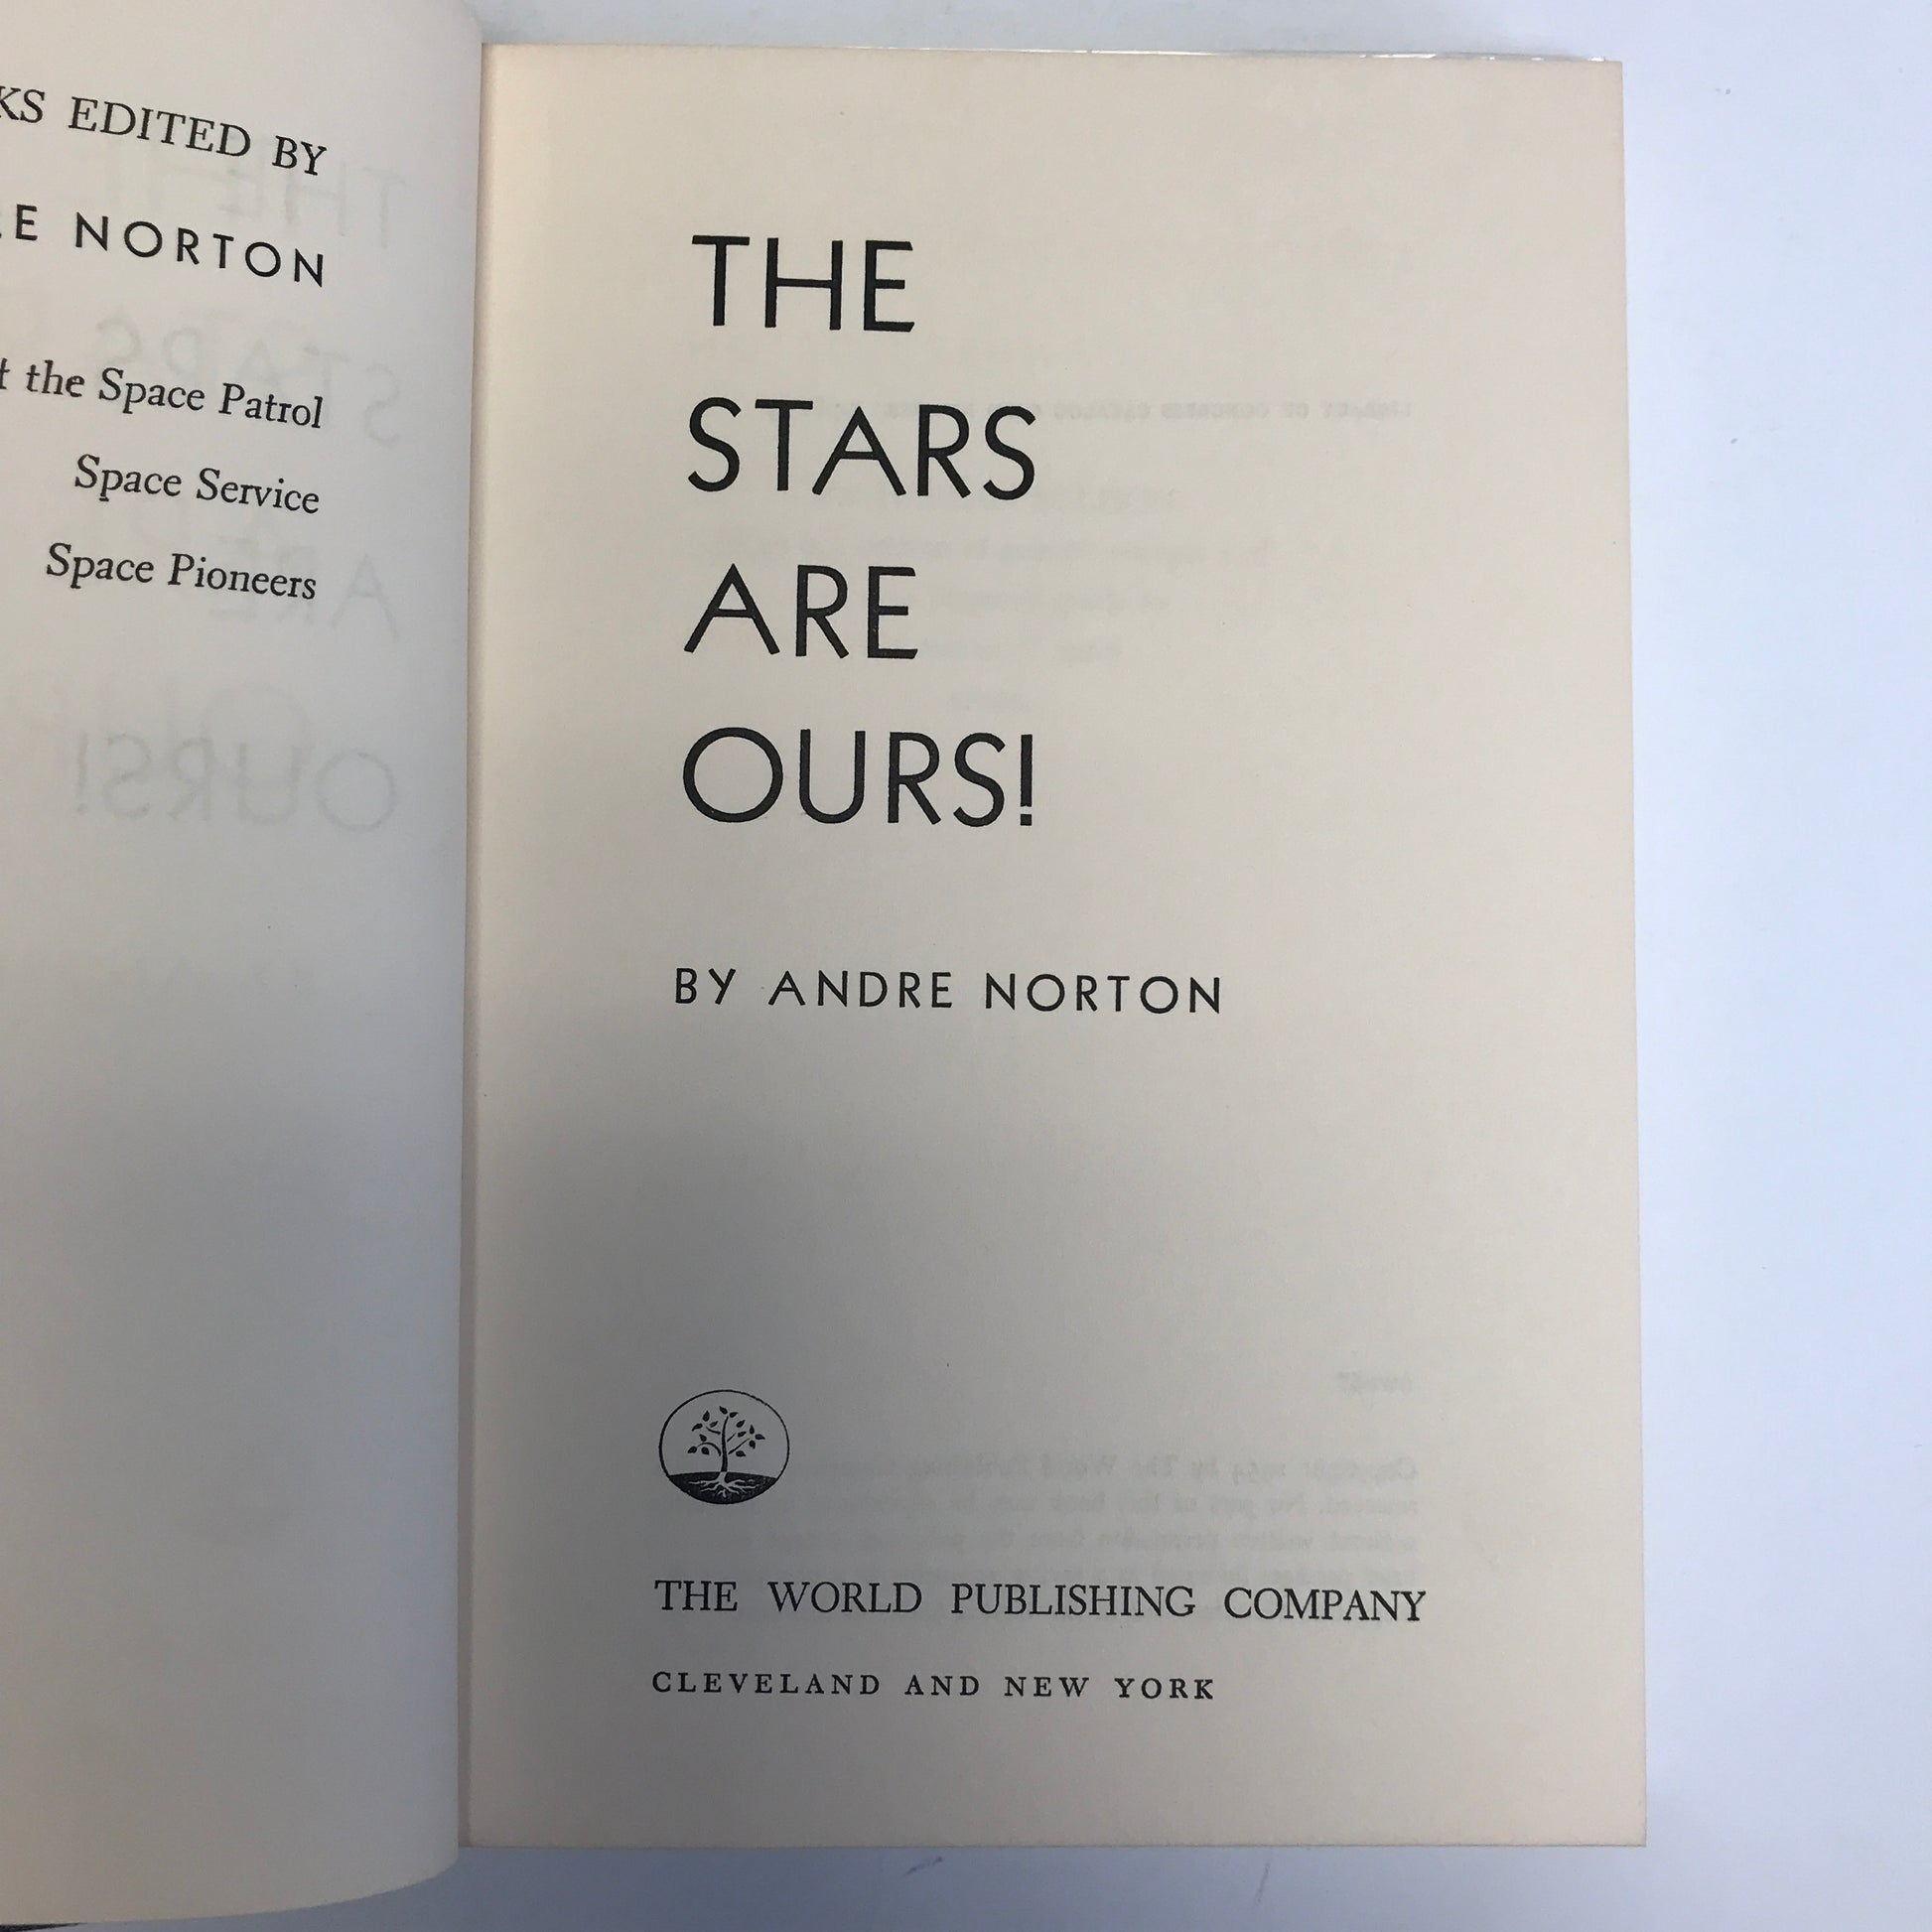 EDITED BY
NORTON
the Space Patrol
Space Service
Space Pioneers
THE
STARS
ARE
OURS!
BY ANDRE NORTON
THE WORLD PUBLISHING COMPANY
CLEVELAND AND NEW YORK